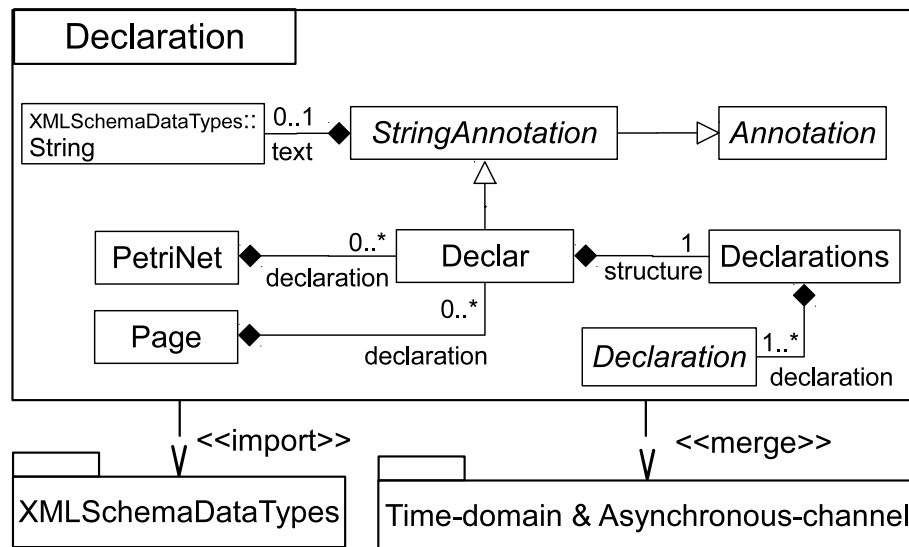 Declaration
XMLSchemaDataTypes::
String
0..1
text
StringAnnotation
Annotation
PetriNet
0..*
declaration
Declar
1
structure
Declarations
Page
0..*
declaration
Declaration
1..*
declaration
<<import>>
<<merge>>
XMLSchemaDataTypes
Time-domain & Asynchronous-channel